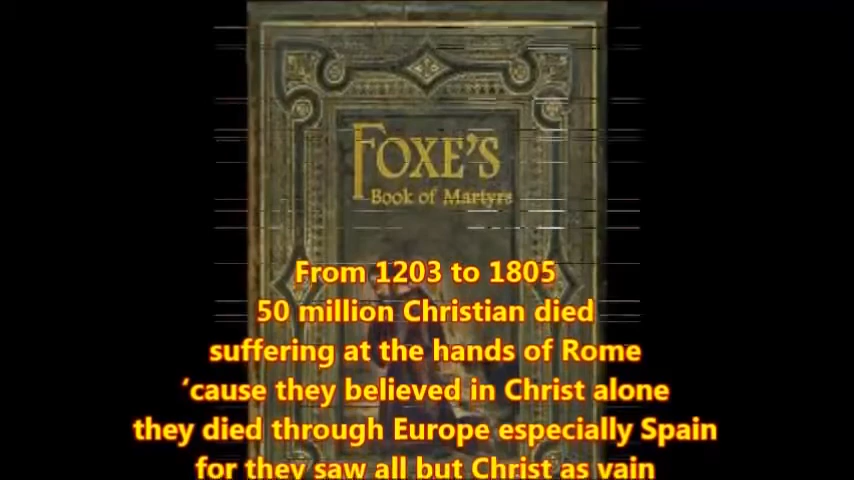 FOXE'S
Book of Martyrs
From 1203 to 1805
50 million Christian died
suffering at the hands of Rome
‘cause they believed in Christ alone
they died through Europe especially Spain
for they saw all but Christ as vain